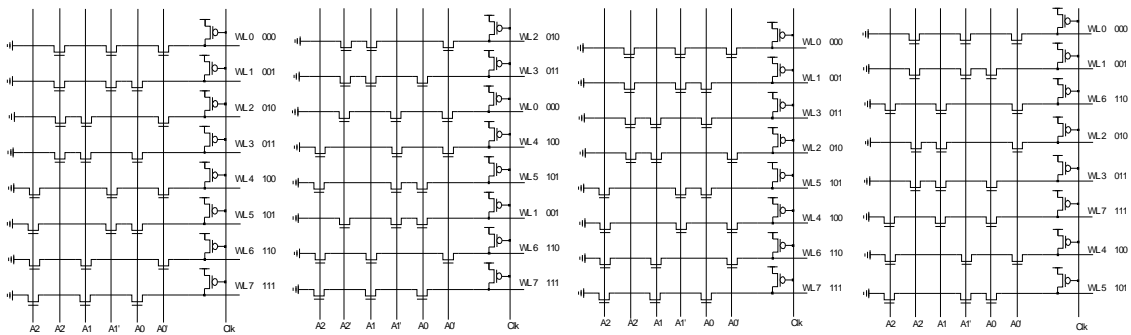 WL0 000
WL1 001
WL2 010
WL3 011
WL4 100
WL5 101
WL6 110
WL7 111
A2 A2 A1 A1' A0 A0' Clk
WL2 010
WL3 011
WL0 000
WL4 100
WL5 101
WL1 001
WL6 110
WL7 111
A2 A2' A1 A1' A0 A0' Clk
WL0 000
WL1 001
WL3 011
WL2 010
WL5 101
WL4 100
WL6 110
WL7 111
A2 A2 A1 A1' A0 A0' Clk
WL0 000
WL1 001
WL6 110
WL2 010
WL3 011
WL7 111
WL4 100
WL5 101
A2 A2' A1 A1' A0 A0' Clk